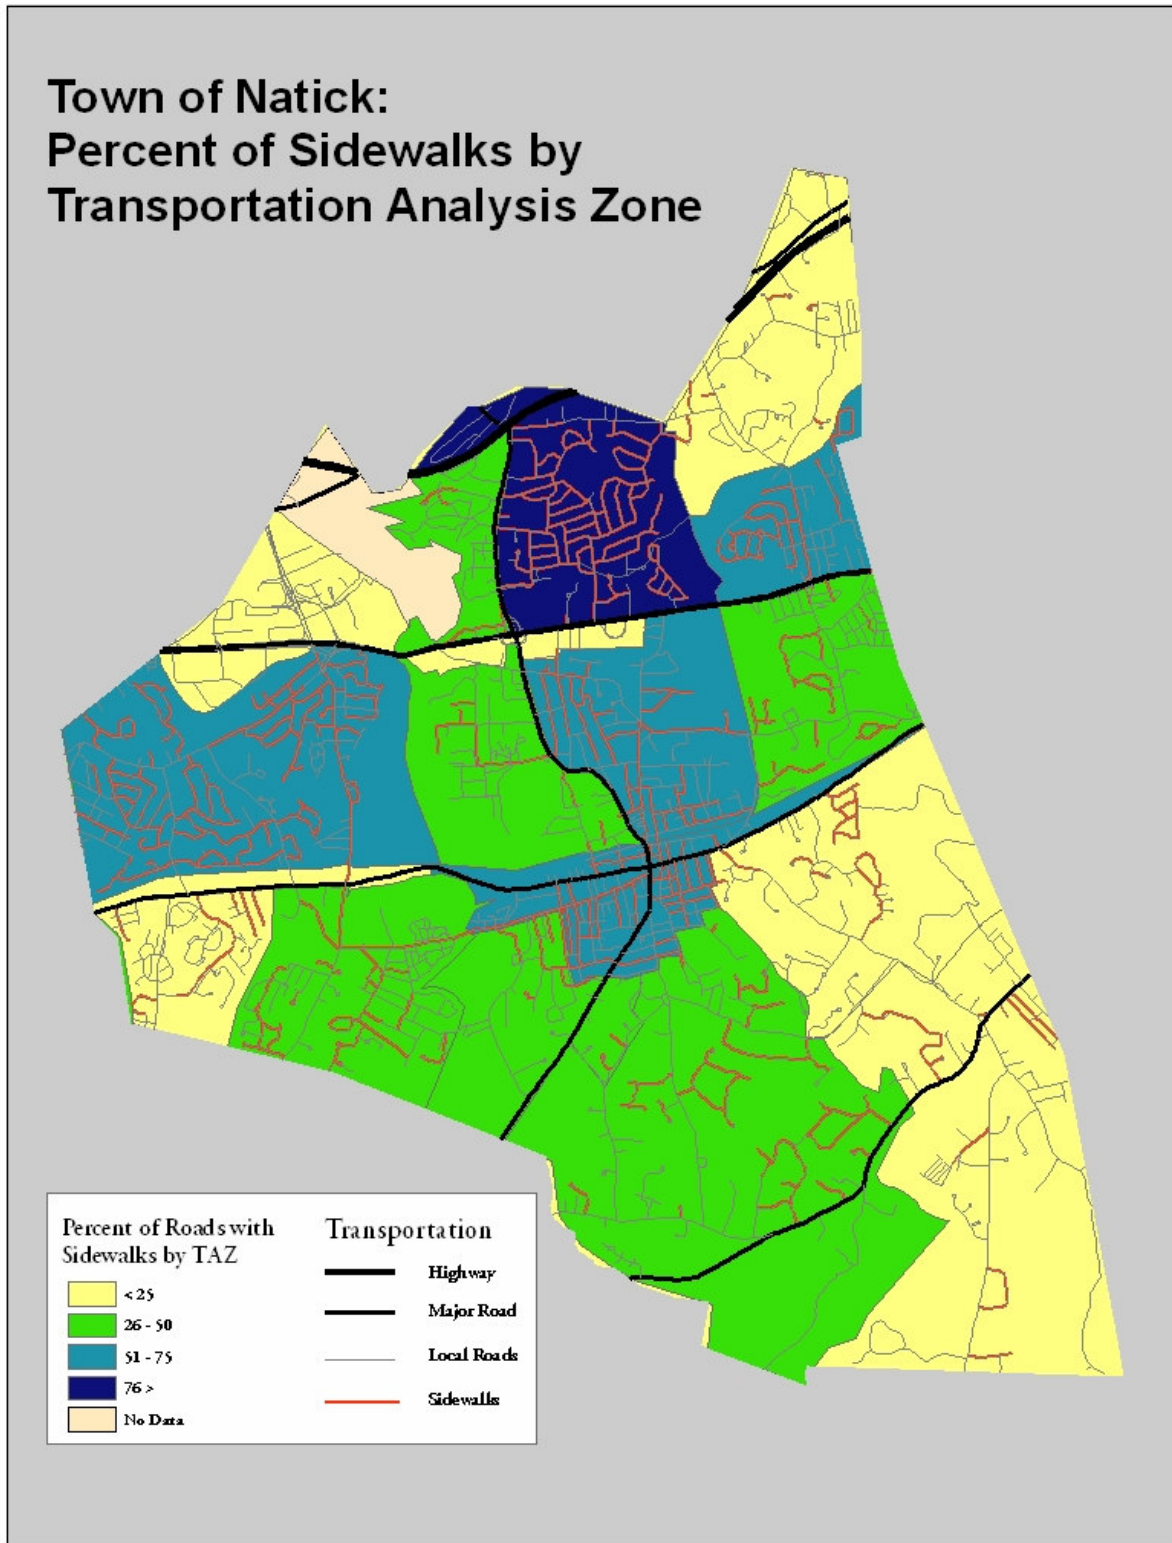 Town of Natick:
Percent of Sidewalks by
Transportation Analysis Zone
Percent of Roads with
Sidewalks by TAZ
< 25
26 - 50
51 - 75
76 >
No Data
Transportation
Highway
Major Road
Local Roads
Sidewalks